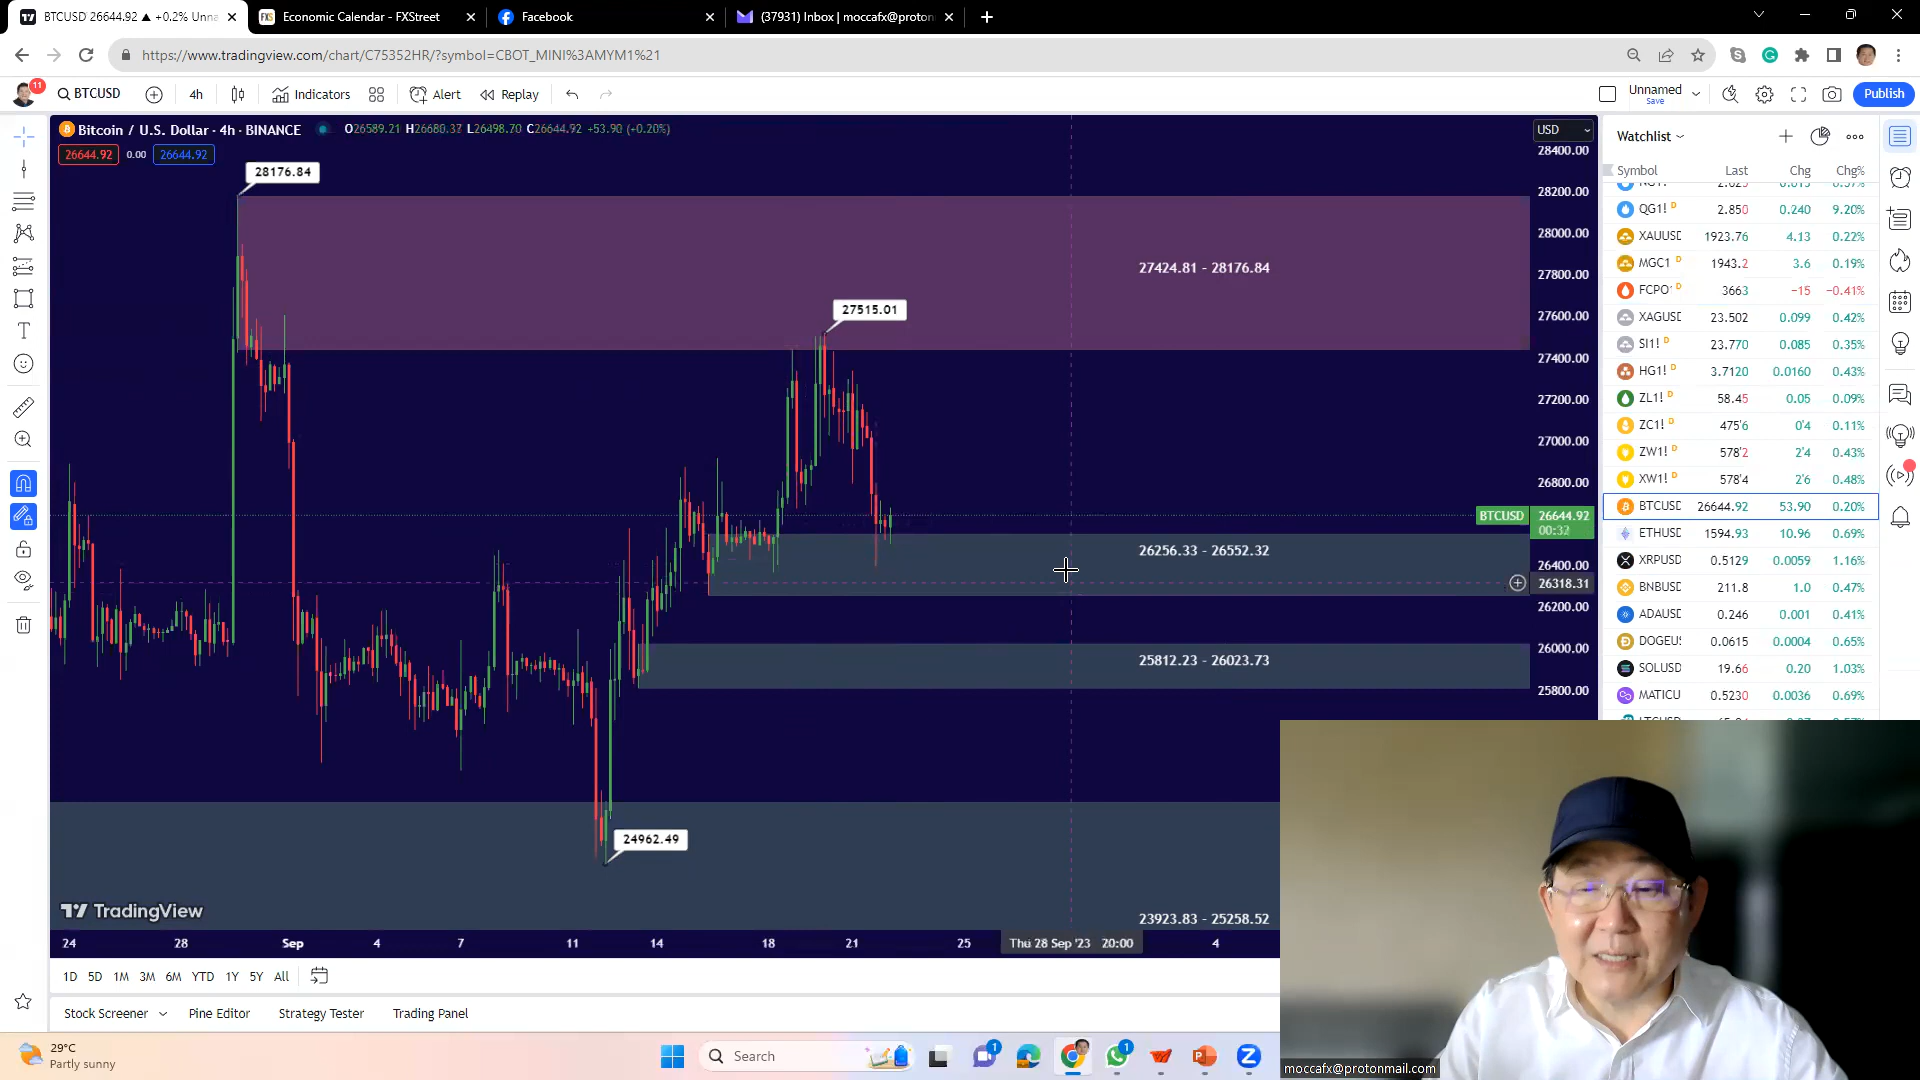 BTCUSD 26644.92 ▲ +0.2% Unna
Economic Calendar - FXStreet
Facebook
(37931) Inbox | moccafx@proton
https://www.tradingview.com/chart/C75352HR/?symbol=CBOT_MINI%3AMYM1%21
11
BTCUSD
4h
Indicators
Alert
Replay
Unnamed
Save
Publish
Bitcoin / U.S. Dollar · 4h · BINANCE
O26589.21 H26680.37 L26498.70 C26644.92 +53.90 (+0.20%)
26644.92 0.00 26644.92
USD
28400.00
28200.00
28000.00
27800.00
27600.00
27400.00
27200.00
27000.00
26800.00
BTCUSD 26644.92
00:32
26400.00
26318.31
26200.00
26000.00
25800.00
28176.84
27424.81 - 28176.84
27515.01
26256.33 - 26552.32
25812.23 - 26023.73
24962.49
23923.83 - 25258.52
TradingView
24 28 Sep 4 7 11 14 18 21 25 Thu 28 Sep '23 20:00 4
1D 5D 1M 3M 6M YTD 1Y 5Y All
Stock Screener Pine Editor Strategy Tester Trading Panel
Watchlist
Symbol Last Chg Chg%
QG1! D 2.850 0.240 9.20%
XAUUSD 1923.76 4.13 0.22%
MGC1 D 1943.2 3.6 0.19%
FCPO D 3663 −15 −0.41%
XAGUSD 23.502 0.099 0.42%
SI1! D 23.770 0.085 0.35%
HG1! D 3.7120 0.0160 0.43%
ZL1! D 58.45 0.05 0.09%
ZC1! D 475'6 0'4 0.11%
ZW1! D 578'2 2'4 0.43%
XW1! D 578'4 2'6 0.48%
BTCUSD 26644.92 53.90 0.20%
ETHUSD 1594.93 10.96 0.69%
XRPUSD 0.5129 0.0059 1.16%
BNBUSD 211.8 1.0 0.47%
ADAUSD 0.246 0.001 0.41%
DOGEU 0.0615 0.0004 0.65%
SOLUSD 19.66 0.20 1.03%
MATICU 0.5230 0.0036 0.69%
29°C
Partly sunny
Search
1
1
moccafx@protonmail.com